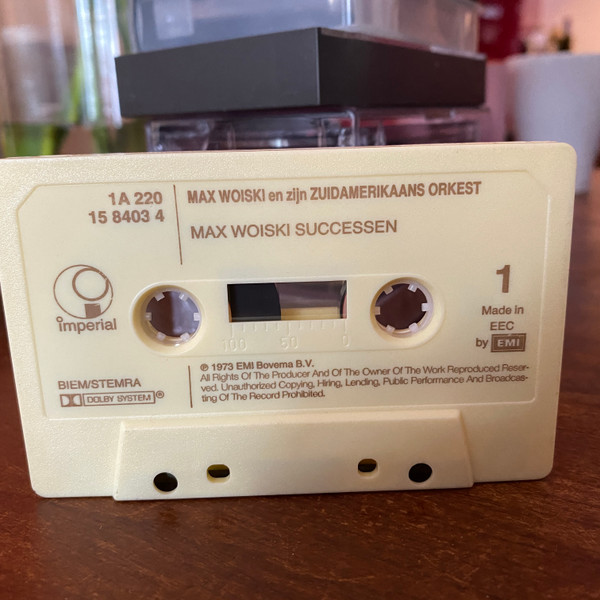 1A 220
15 8403 4
MAX WOISKI en zijn ZUIDAMERIKAANS ORKEST
MAX WOISKI SUCCESSEN
imperial
1
Made in
EEC
by EMI
100 50 0
BIEM/STEMRA
DOLBY SYSTEM®
℗ 1973 EMI Bovema B.V.
All Rights Of The Producer And Of The Owner Of The Work Reproduced Reser-
ved. Unauthorized Copying, Hiring, Lending, Public Performance And Broadcas-
ting Of The Record Prohibited.